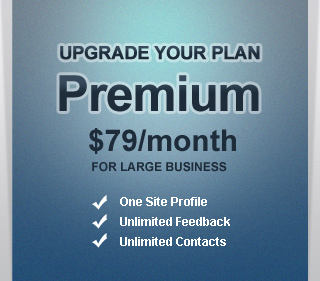 UPGRADE YOUR PLAN
Premium
$79/month
FOR LARGE BUSINESS
One Site Profile
Unlimited Feedback
Unlimited Contacts